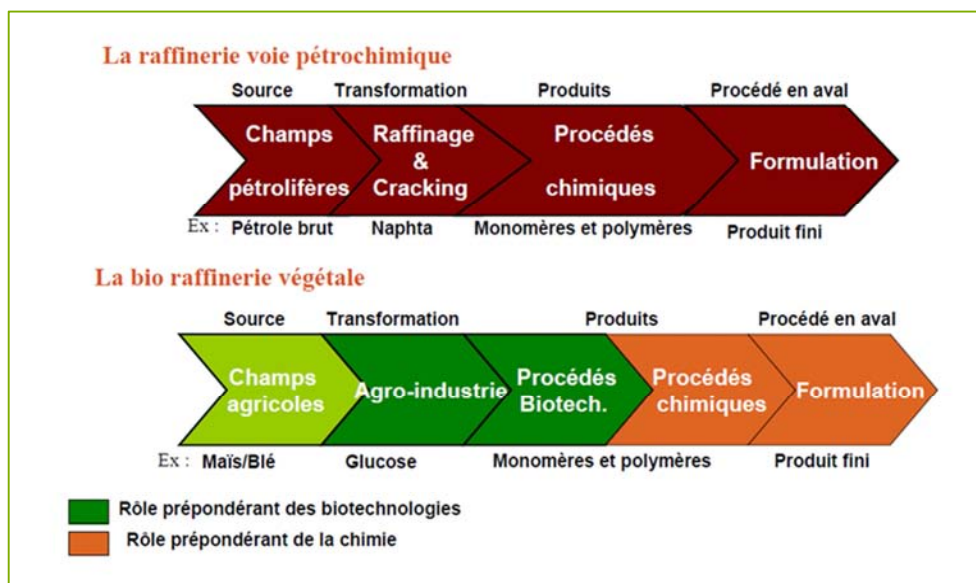 La raffinerie voie pétrochimique
Source Transformation Produits Procédé en aval
Champs pétrolifères Raffinage & Cracking Procédés chimiques Formulation
Ex : Pétrole brut Naphta Monomères et polymères Produit fini
La bio raffinerie végétale
Source Transformation Produits Procédé en aval
Champs agricoles Agro-industrie Procédés Biotech. Procédés chimiques Formulation
Ex : Maïs/Blé Glucose Monomères et polymères Produit fini
Rôle prépondérant des biotechnologies
Rôle prépondérant de la chimie